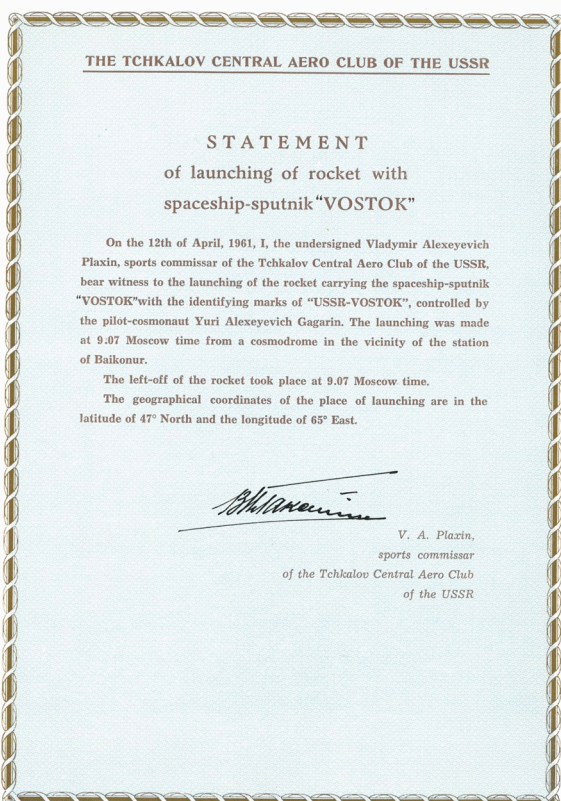 THE TCHKALOV CENTRAL AERO CLUB OF THE USSR
STATEMENT
of launching of rocket with
spaceship-sputnik “VOSTOK”
On the 12th of April, 1961, I, the undersigned Vladymir Alexeyevich
Plaxin, sports commissar of the Tchkalov Central Aero Club of the USSR,
bear witness to the launching of the rocket carrying the spaceship-sputnik
“VOSTOK” with the identifying marks of “USSR-VOSTOK”, controlled by
the pilot-cosmonaut Yuri Alexeyevich Gagarin. The launching was made
at 9.07 Moscow time from a cosmodrome in the vicinity of the station
of Baikonur.
The left-off of the rocket took place at 9.07 Moscow time.
The geographical coordinates of the place of launching are in the
latitude of 47° North and the longitude of 65° East.
V. A. Plaxin,
sports commissar
of the Tchkalov Central Aero Club
of the USSR